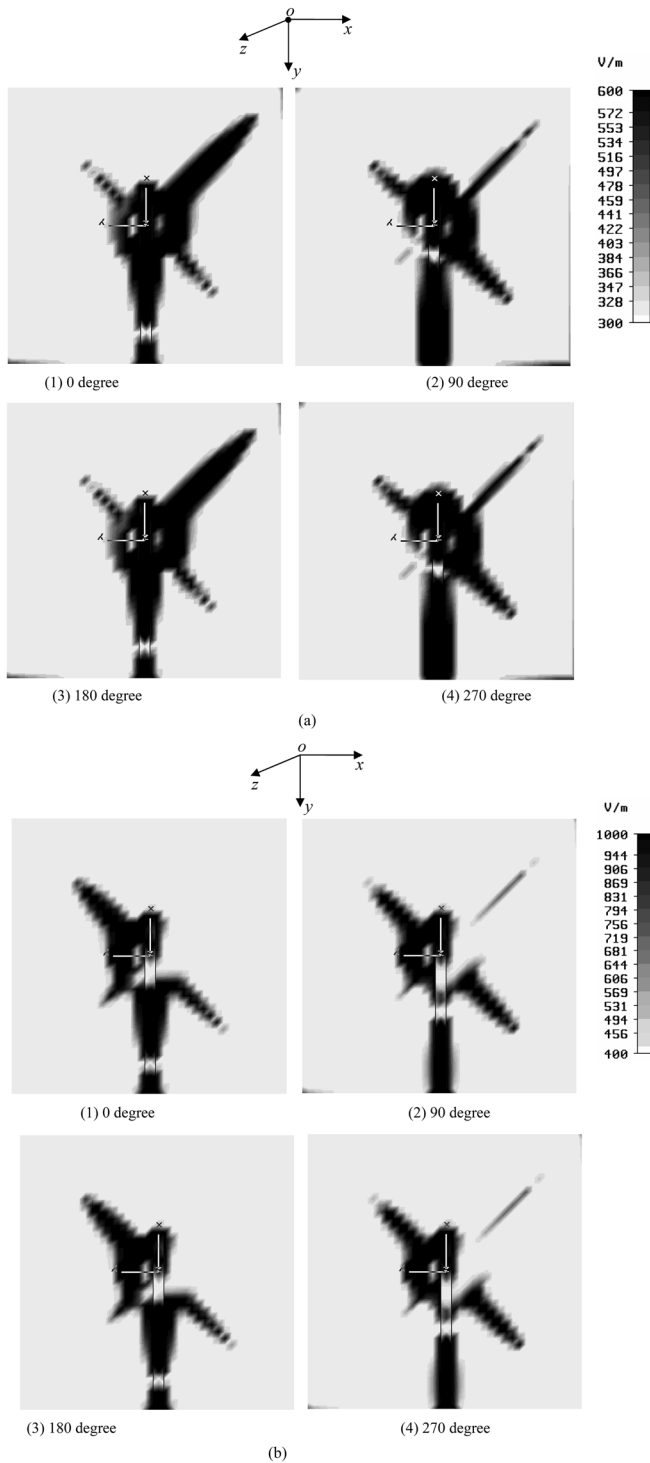 o
x
z
y
V/m
600
572
553
534
516
497
478
459
441
422
403
384
366
347
328
300
(1) 0 degree
(2) 90 degree
(3) 180 degree
(4) 270 degree
(a)
o
x
z
y
V/m
1000
944
906
869
831
794
756
719
681
644
606
569
531
494
456
400
(1) 0 degree
(2) 90 degree
(3) 180 degree
(4) 270 degree
(b)